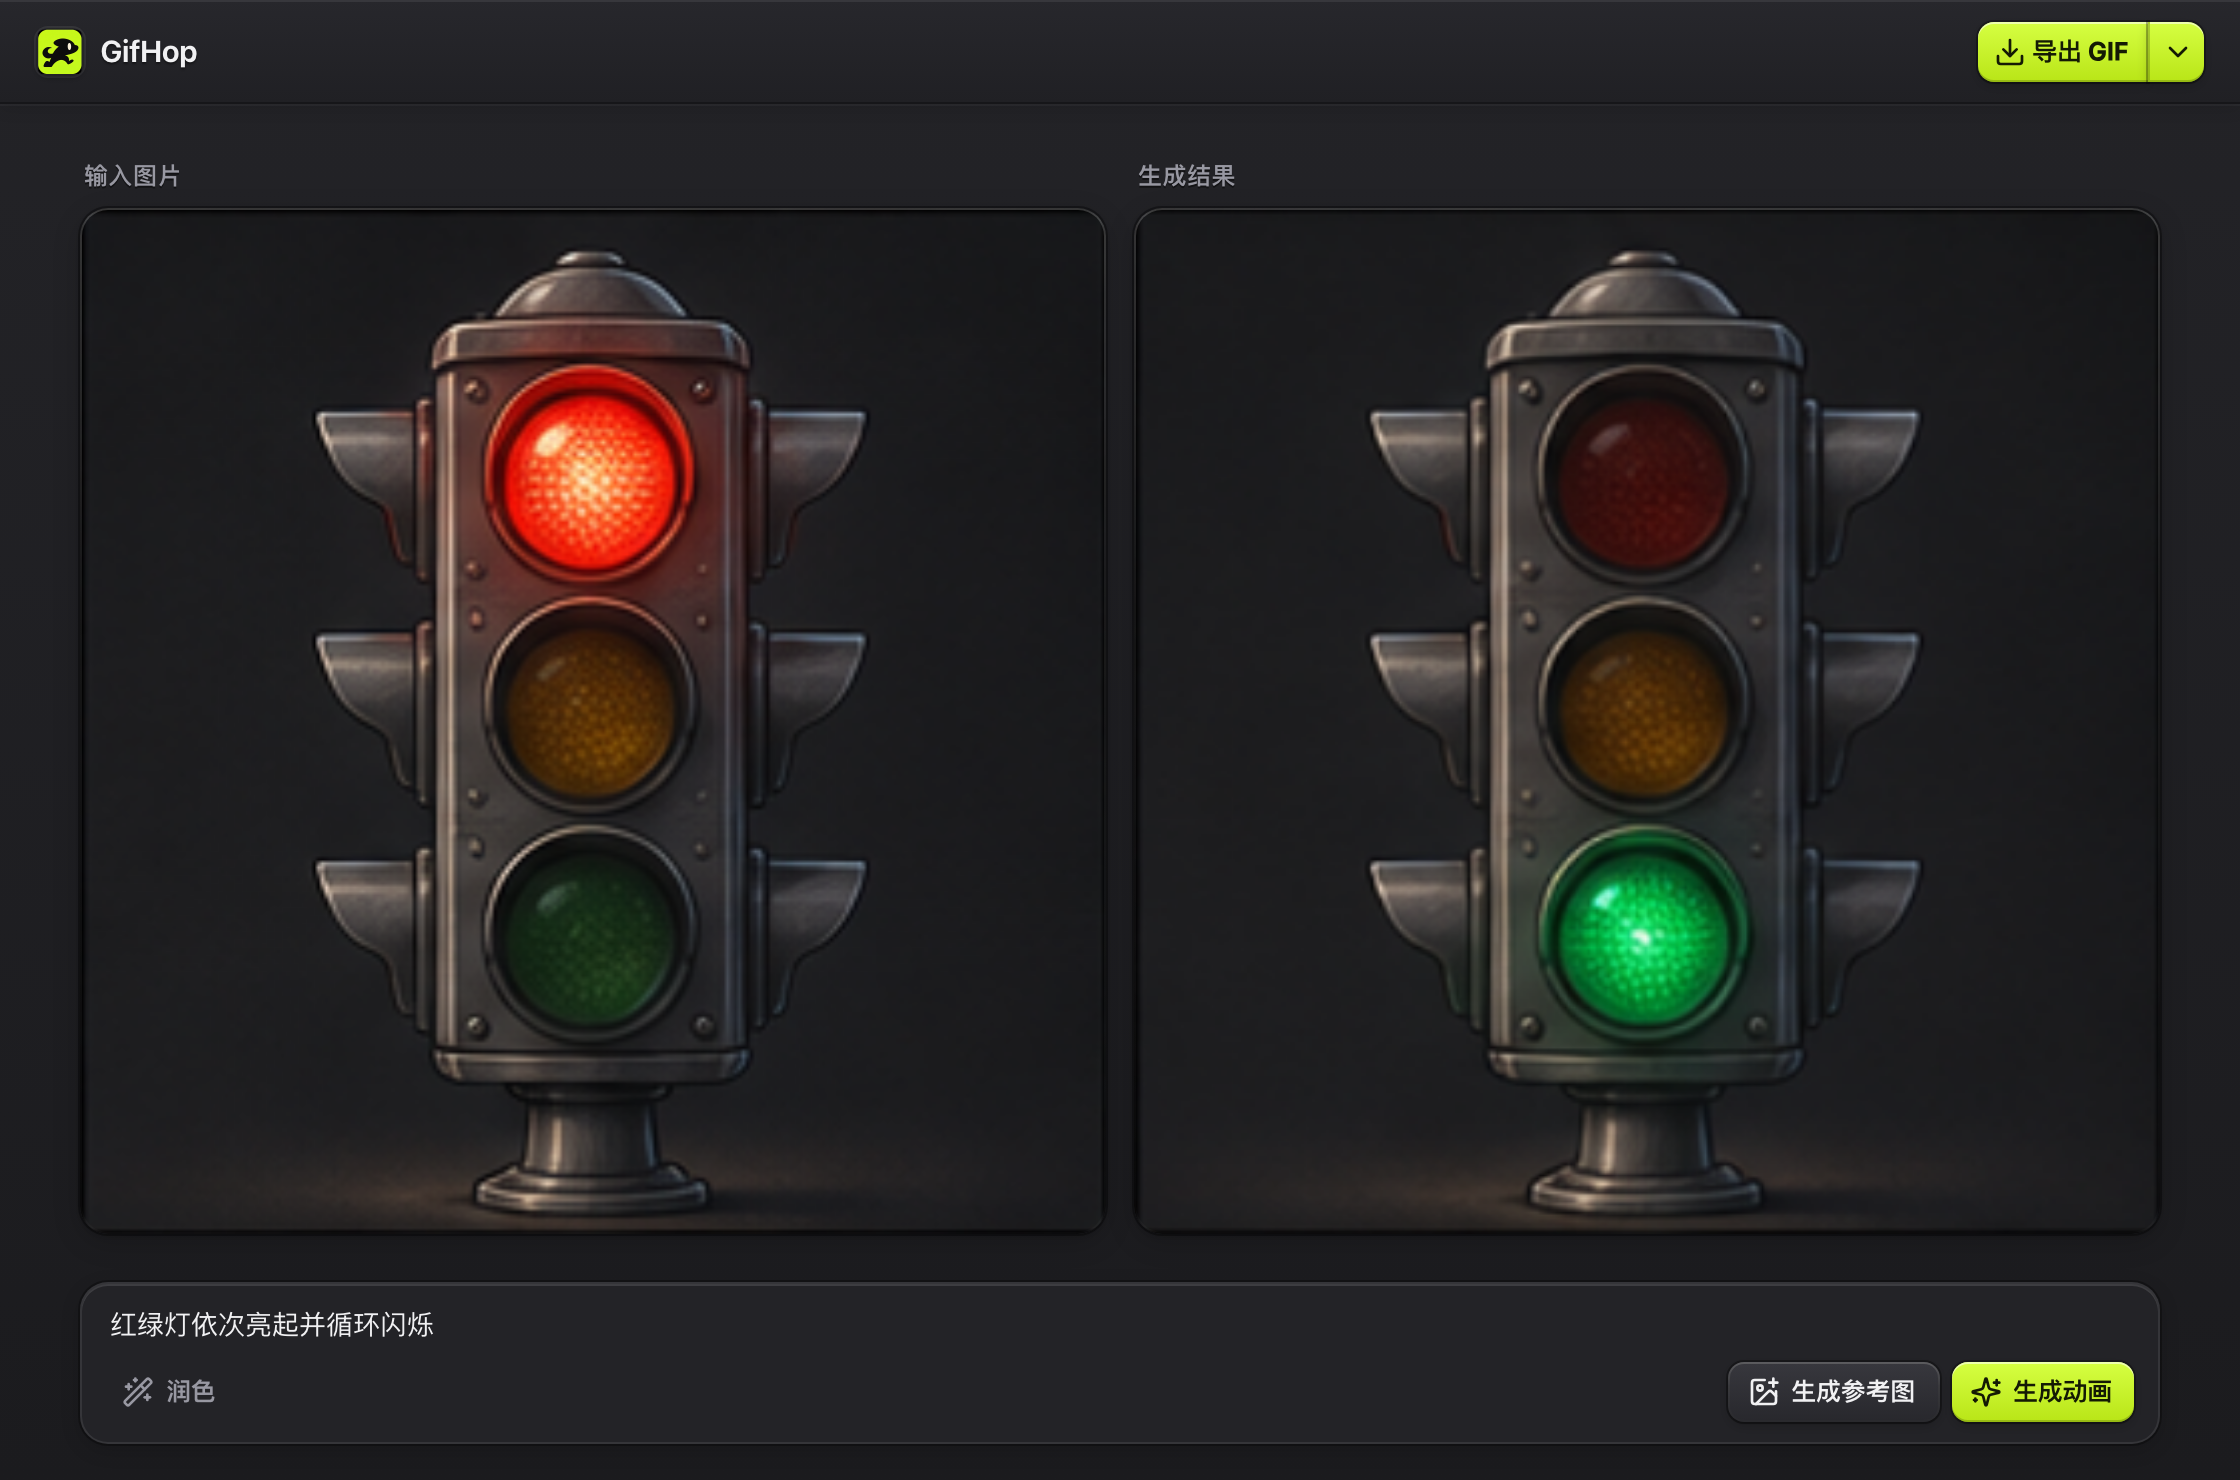 GifHop
导出 GIF
输入图片
生成结果
红绿灯依次亮起并循环闪烁
润色
生成参考图
生成动画